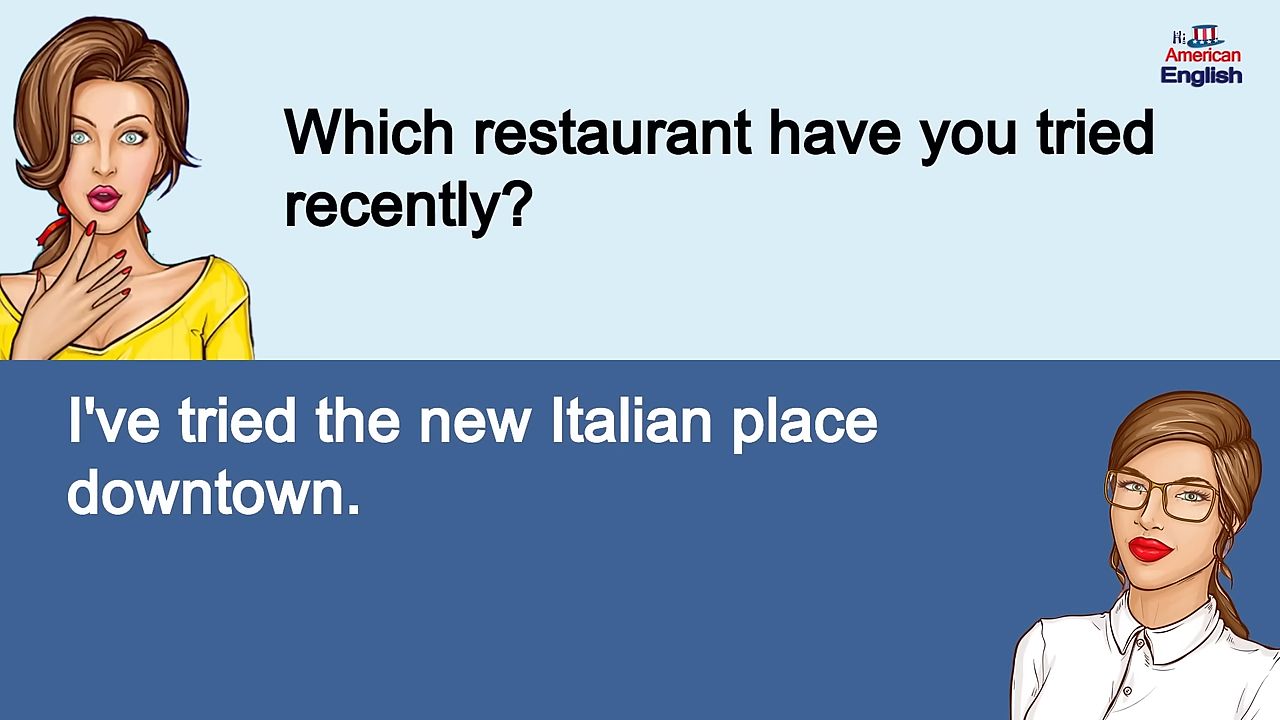 Hi
American
English
Which restaurant have you tried
recently?
I've tried the new Italian place
downtown.